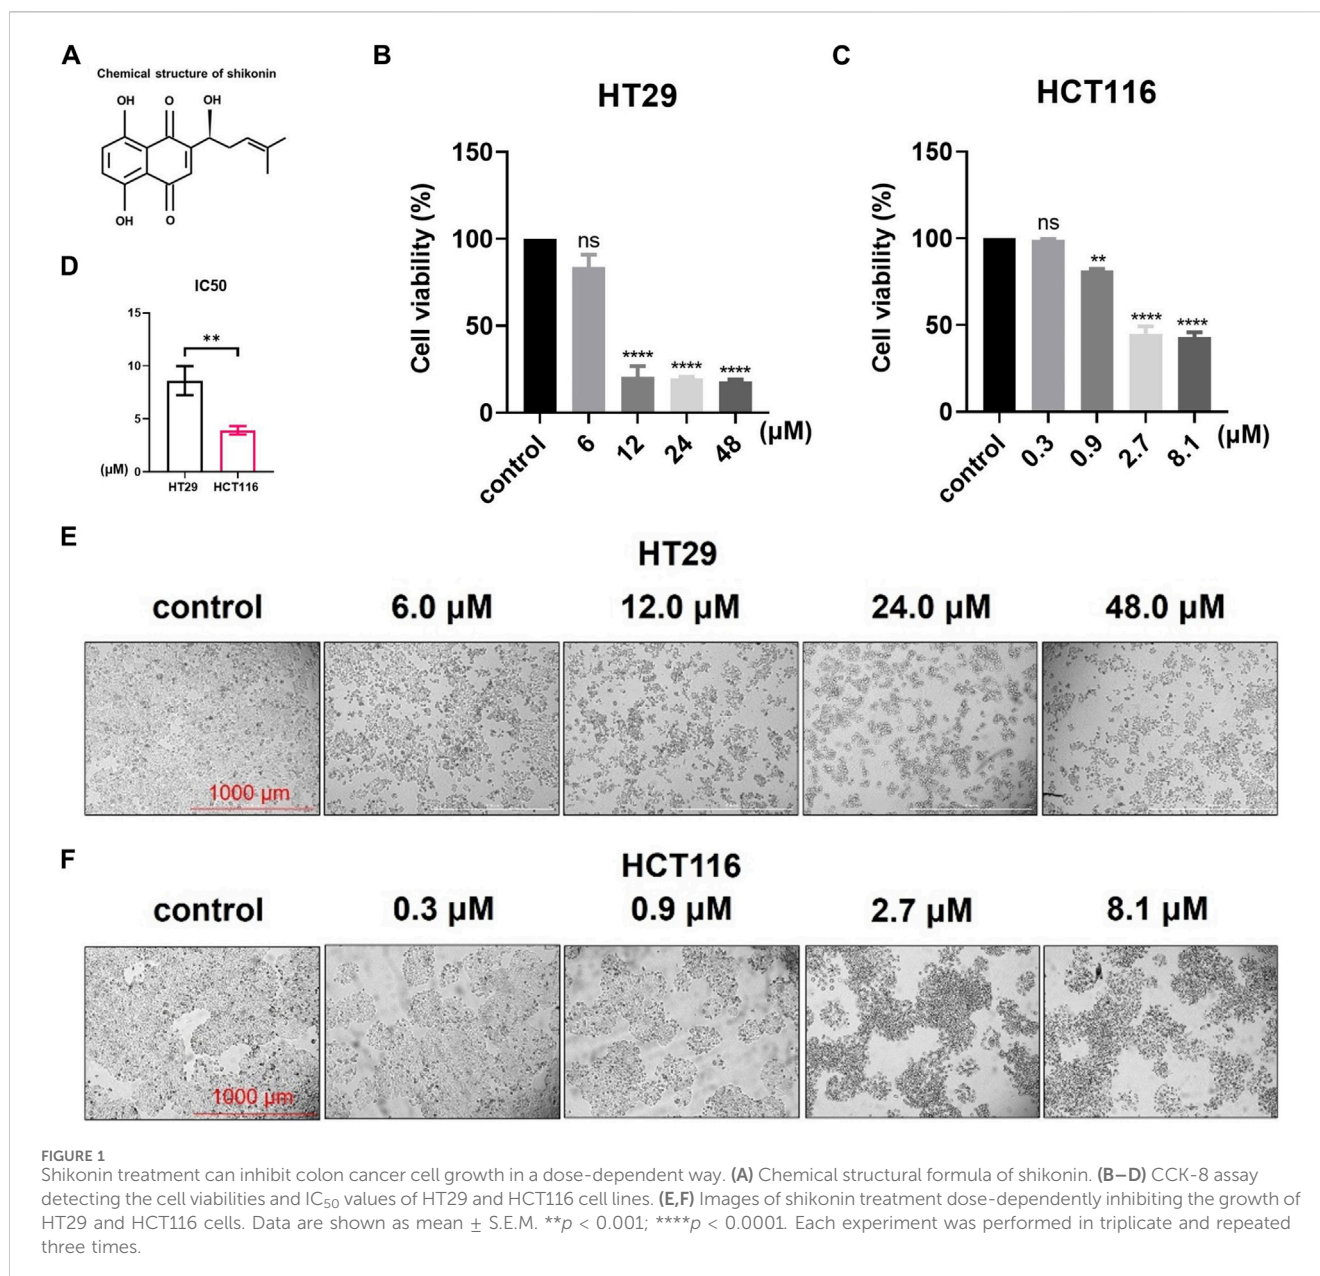 A
Chemical structure of shikonin
OH O OH
OH O
B
HT29
Cell viability (%)
150
100
50
0
ns
****
****
****
control 6 12 24 48 (µM)
C
HCT116
Cell viability (%)
150
100
50
0
ns
**
****
****
control 0.3 0.9 2.7 8.1 (µM)
D
IC50
15
10
5
0
(µM)
**
HT29 HCT116
E
HT29
control 6.0 µM 12.0 µM 24.0 µM 48.0 µM
1000 µm
F
HCT116
control 0.3 µM 0.9 µM 2.7 µM 8.1 µM
1000 µm
FIGURE 1
Shikonin treatment can inhibit colon cancer cell growth in a dose-dependent way. (A) Chemical structural formula of shikonin. (B–D) CCK-8 assay
detecting the cell viabilities and IC50 values of HT29 and HCT116 cell lines. (E,F) Images of shikonin treatment dose-dependently inhibiting the growth of
HT29 and HCT116 cells. Data are shown as mean ± S.E.M. **p < 0.001; ****p < 0.0001. Each experiment was performed in triplicate and repeated
three times.